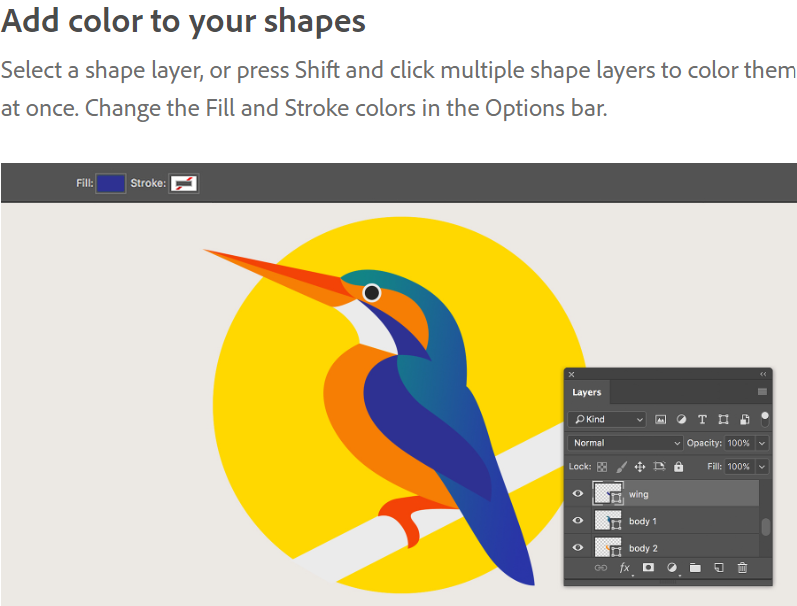 Add color to your shapes
Select a shape layer, or press Shift and click multiple shape layers to color them
at once. Change the Fill and Stroke colors in the Options bar.
Fill: Stroke:
Layers
Kind
Normal Opacity: 100%
Lock: Fill: 100%
wing
body 1
body 2
fx